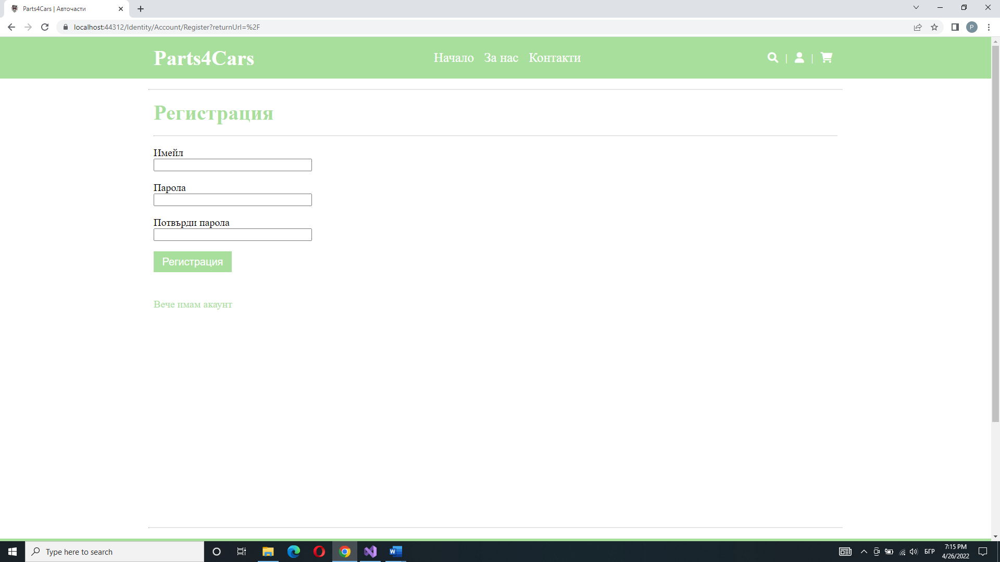 Parts4Cars | Авточасти
localhost:44312/Identity/Account/Register?returnUrl=%2F
P
Parts4Cars
Начало За нас Контакти
| |
Регистрация
Имейл
Парола
Потвърди парола
Регистрация
Вече имам акаунт
Type here to search
W
БГР
7:15 PM
4/26/2022